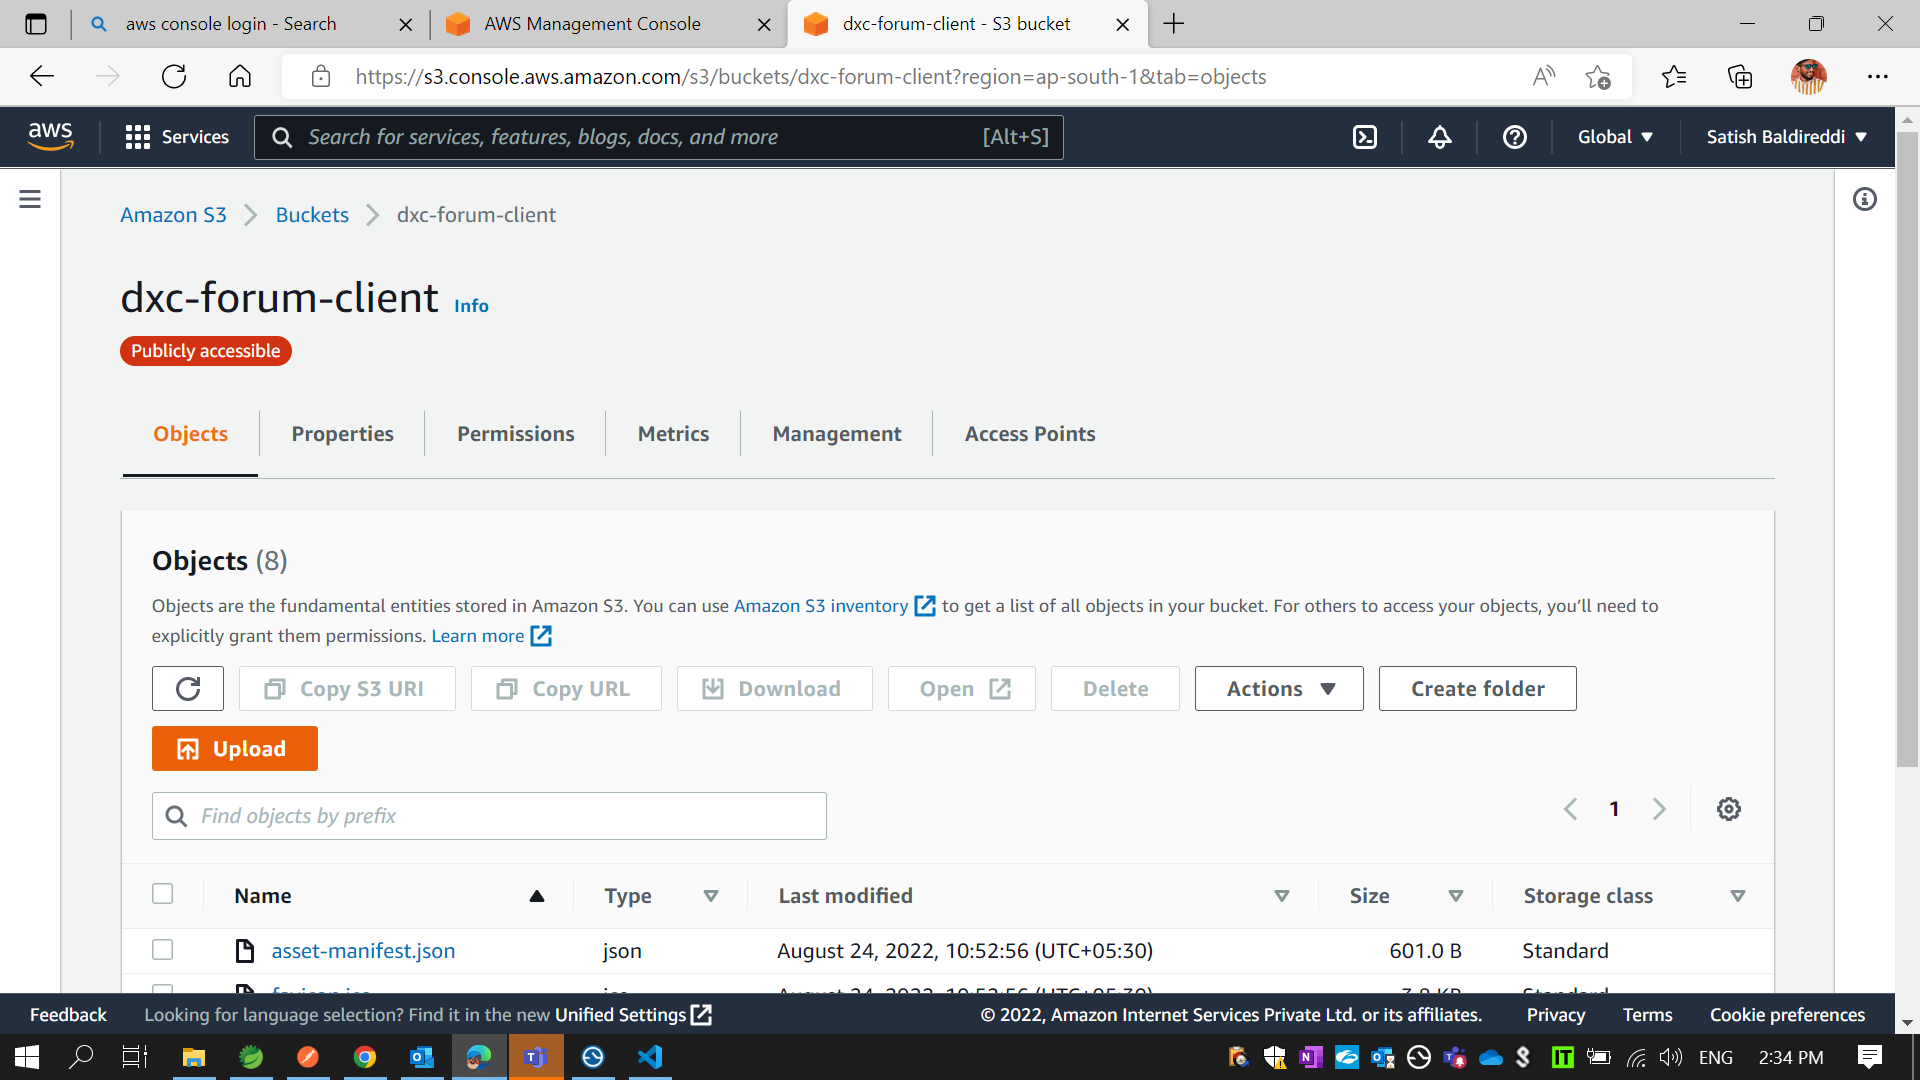 aws console login - Search
AWS Management Console
dxc-forum-client - S3 bucket
https://s3.console.aws.amazon.com/s3/buckets/dxc-forum-client?region=ap-south-1&tab=objects
aws
Services
Search for services, features, blogs, docs, and more [Alt+S]
Global
Satish Baldireddi
Amazon S3
Buckets
dxc-forum-client
dxc-forum-client Info
Publicly accessible
Objects
Properties
Permissions
Metrics
Management
Access Points
Objects (8)
Objects are the fundamental entities stored in Amazon S3. You can use Amazon S3 inventory to get a list of all objects in your bucket. For others to access your objects, you’ll need to
explicitly grant them permissions. Learn more
Copy S3 URI
Copy URL
Download
Open
Delete
Actions
Create folder
Upload
Find objects by prefix
1
Name
Type
Last modified
Size
Storage class
asset-manifest.json
json
August 24, 2022, 10:52:56 (UTC+05:30)
601.0 B
Standard
Feedback
Looking for language selection? Find it in the new Unified Settings
© 2022, Amazon Internet Services Private Ltd. or its affiliates.
Privacy
Terms
Cookie preferences
ENG
2:34 PM